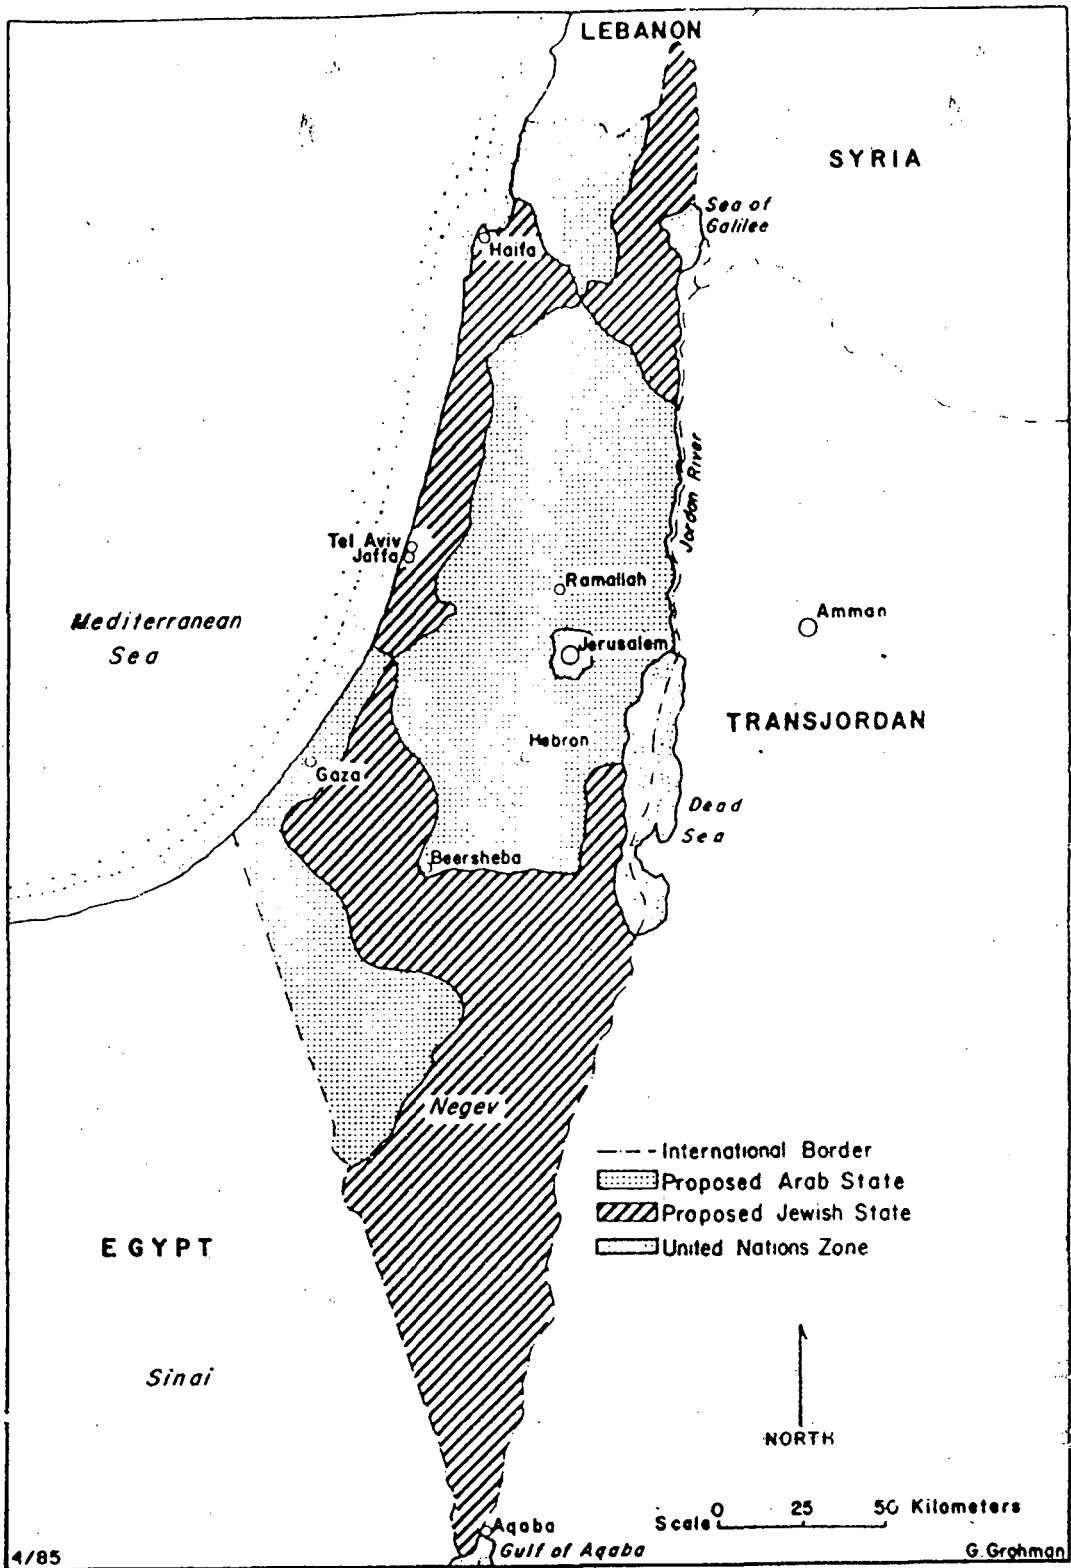 LEBANON
SYRIA
Sea of
Galilee
Haifa
Jordan River
Tel Aviv
Jaffa
Ramallah
Amman
Mediterranean
Sea
Jerusalem
TRANSJORDAN
Hebron
Gaza
Dead
Sea
Beersheba
Negev
International Border
Proposed Arab State
Proposed Jewish State
United Nations Zone
EGYPT
Sinai
NORTH
0 25 50 Kilometers
Scale
Aqaba
Gulf of Aqaba
4/85
G. Grohman